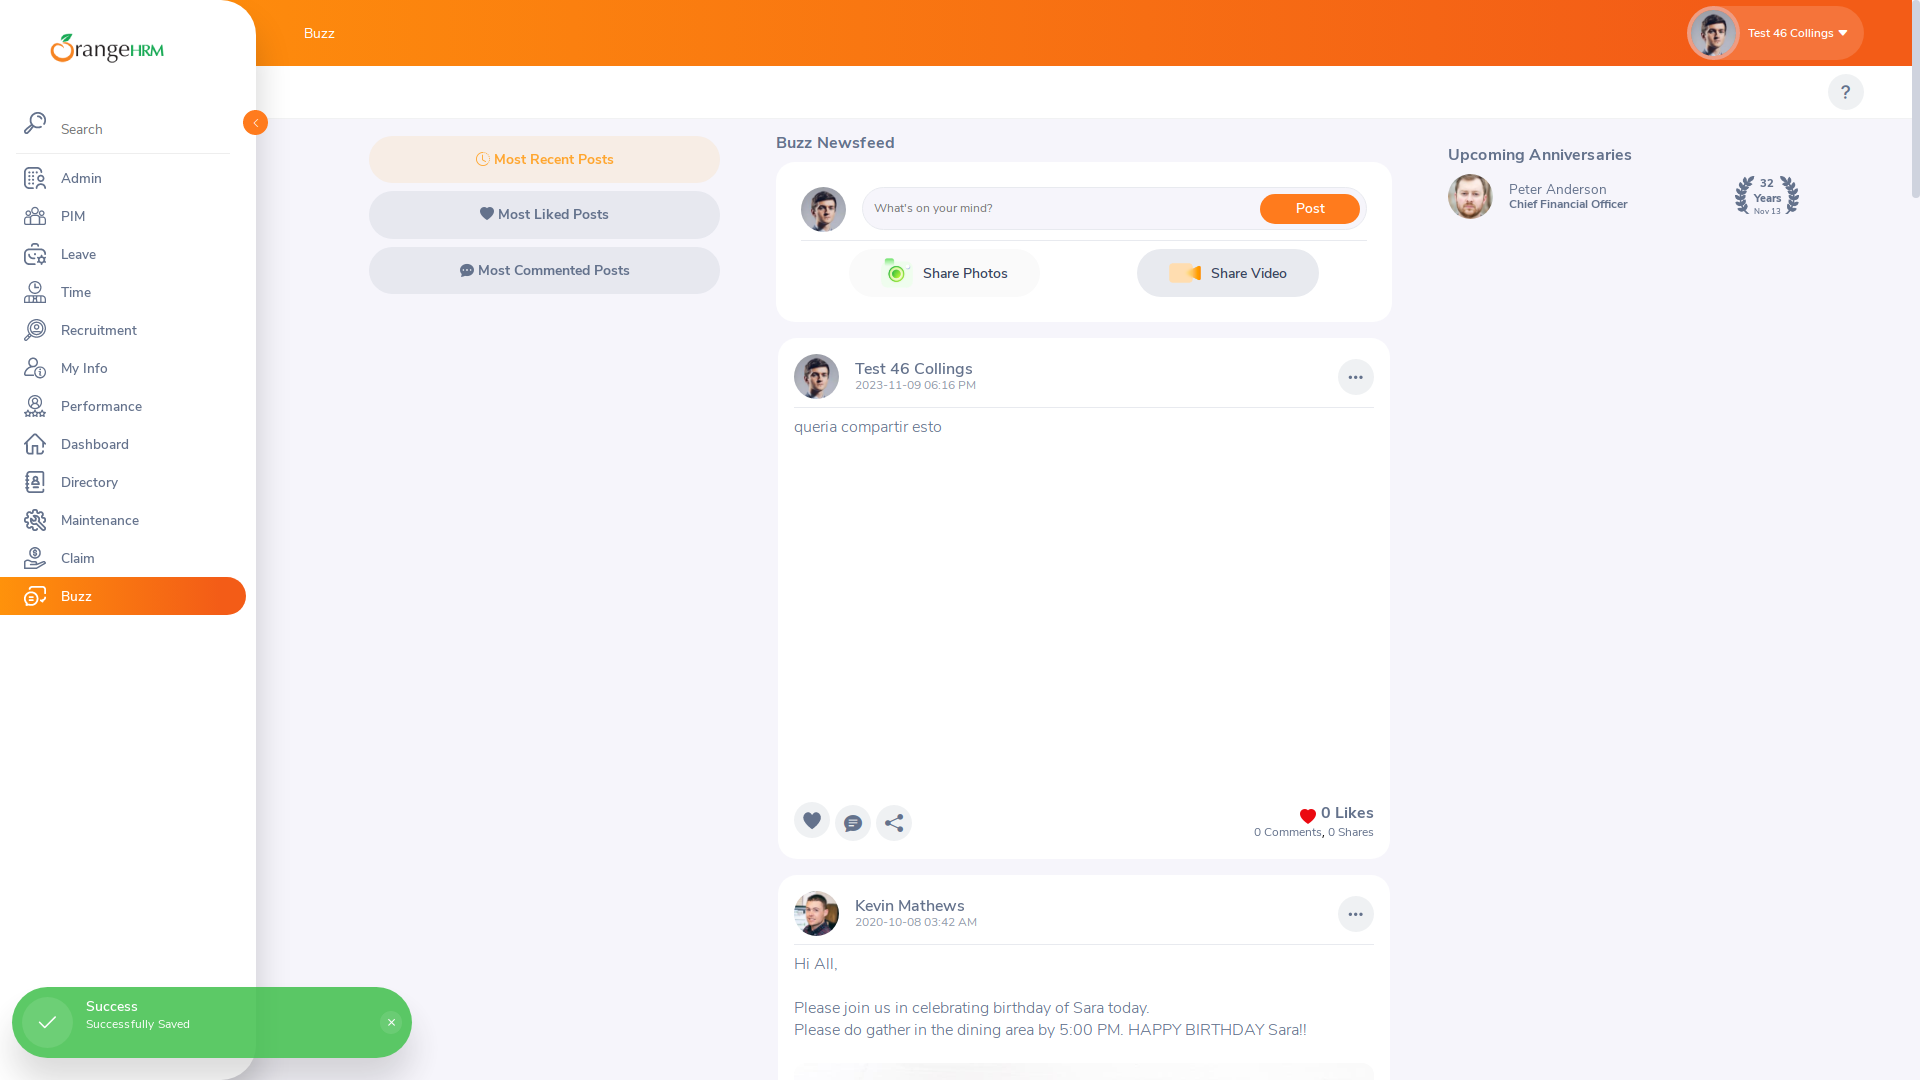 OrangeHRM
Search
Admin
PIM
Leave
Time
Recruitment
My Info
Performance
Dashboard
Directory
Maintenance
Claim
Buzz
Buzz
Test 46 Collings
?
Most Recent Posts
Most Liked Posts
Most Commented Posts
Buzz Newsfeed
What's on your mind?
Post
Share Photos
Share Video
Test 46 Collings
2023-11-09 06:16 PM
queria compartir esto
0 Likes
0 Comments, 0 Shares
Kevin Mathews
2020-10-08 03:42 AM
Hi All,
Please join us in celebrating birthday of Sara today.
Please do gather in the dining area by 5:00 PM. HAPPY BIRTHDAY Sara!!
Upcoming Anniversaries
Peter Anderson
Chief Financial Officer
32
Years
Nov 13
Success
Successfully Saved
×